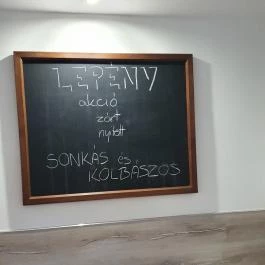 LEPÉNY
akció
zárt
nyitott
SONKÁS és
KOLBÁSZOS